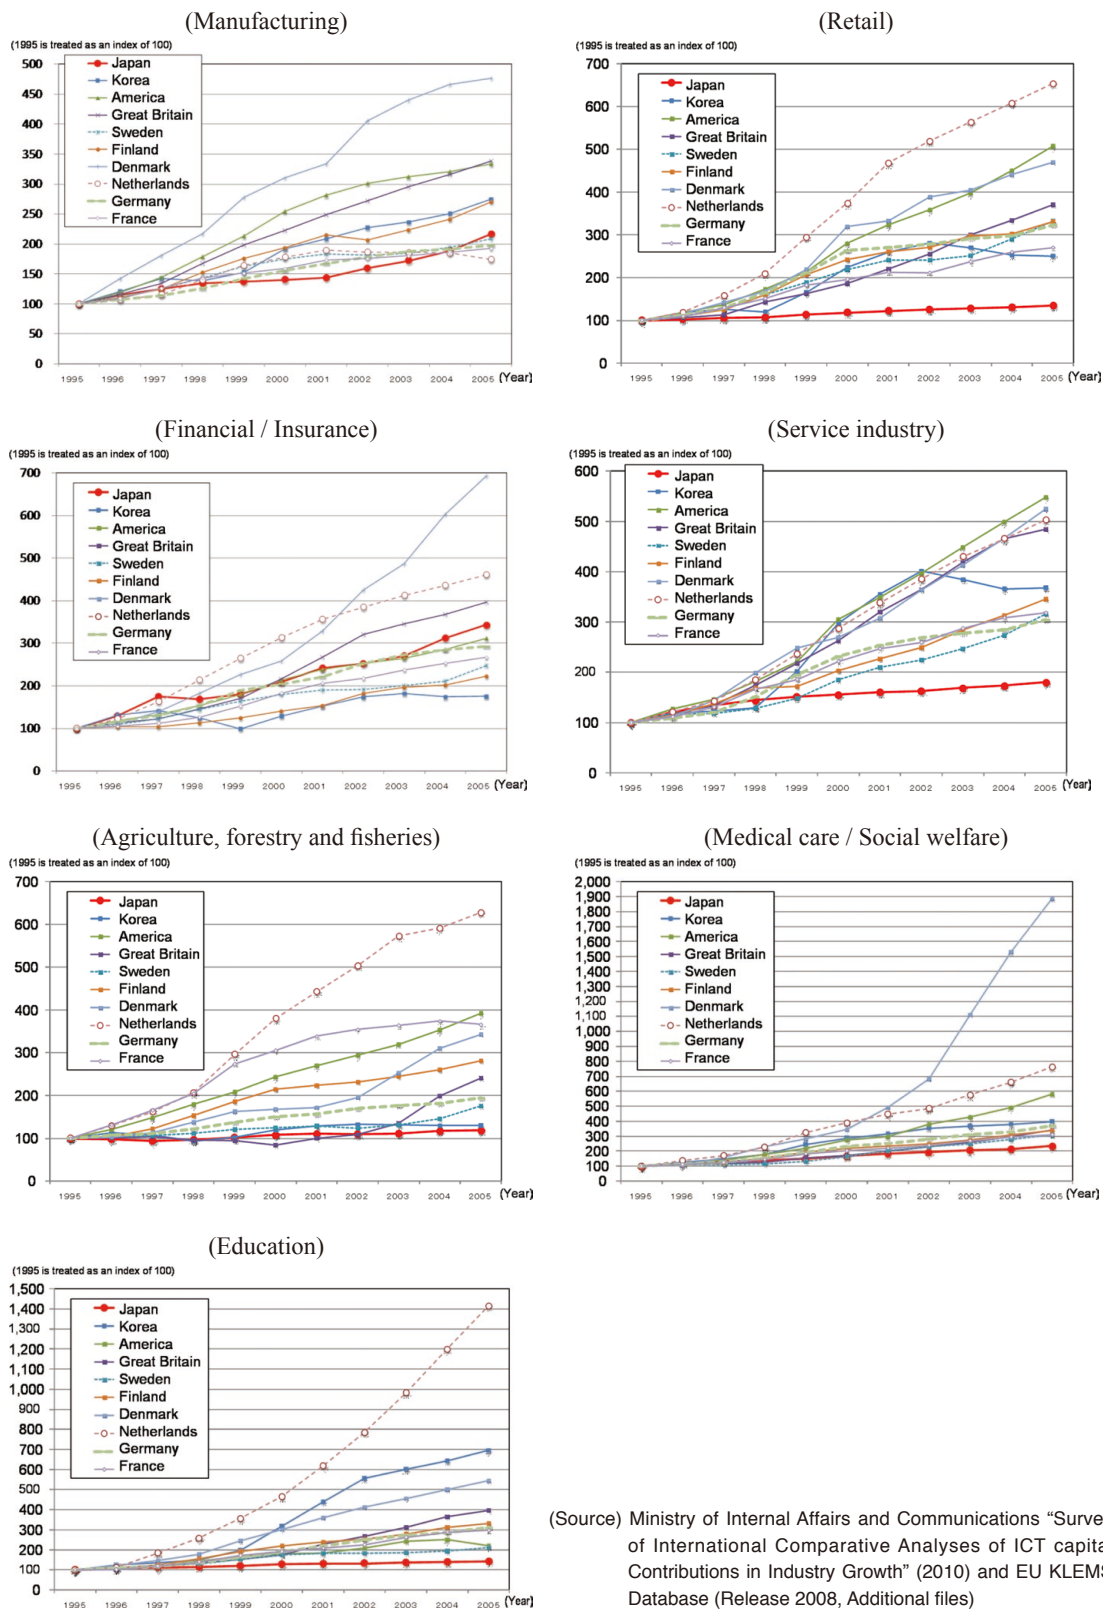 (Manufacturing)
(1995 is treated as an index of 100)
500
450
400
350
300
250
200
150
100
50
0
Japan
Korea
America
Great Britain
Sweden
Finland
Denmark
Netherlands
Germany
France
1995 1996 1997 1998 1999 2000 2001 2002 2003 2004 2005 (Year)
(Retail)
(1995 is treated as an index of 100)
700
600
500
400
300
200
100
0
Japan
Korea
America
Great Britain
Sweden
Finland
Denmark
Netherlands
Germany
France
1995 1996 1997 1998 1999 2000 2001 2002 2003 2004 2005 (Year)
(Financial / Insurance)
(1995 is treated as an index of 100)
700
600
500
400
300
200
100
0
Japan
Korea
America
Great Britain
Sweden
Finland
Denmark
Netherlands
Germany
France
1995 1996 1997 1998 1999 2000 2001 2002 2003 2004 2005 (Year)
(Service industry)
(1995 is treated as an index of 100)
600
500
400
300
200
100
0
Japan
Korea
America
Great Britain
Sweden
Finland
Denmark
Netherlands
Germany
France
1995 1996 1997 1998 1999 2000 2001 2002 2003 2004 2005 (Year)
(Agriculture, forestry and fisheries)
(1995 is treated as an index of 100)
700
600
500
400
300
200
100
0
Japan
Korea
America
Great Britain
Sweden
Finland
Denmark
Netherlands
Germany
France
1995 1996 1997 1998 1999 2000 2001 2002 2003 2004 2005 (Year)
(Medical care / Social welfare)
(1995 is treated as an index of 100)
2,000
1,900
1,800
1,700
1,600
1,500
1,400
1,300
1,200
1,100
1,000
900
800
700
600
500
400
300
200
100
0
Japan
Korea
America
Great Britain
Sweden
Finland
Denmark
Netherlands
Germany
France
1995 1996 1997 1998 1999 2000 2001 2002 2003 2004 2005 (Year)
(Education)
(1995 is treated as an index of 100)
1,500
1,400
1,300
1,200
1,100
1,000
900
800
700
600
500
400
300
200
100
0
Japan
Korea
America
Great Britain
Sweden
Finland
Denmark
Netherlands
Germany
France
1995 1996 1997 1998 1999 2000 2001 2002 2003 2004 2005 (Year)
(Source) Ministry of Internal Affairs and Communications “Surve
of International Comparative Analyses of ICT capita
Contributions in Industry Growth” (2010) and EU KLEMS
Database (Release 2008, Additional files)